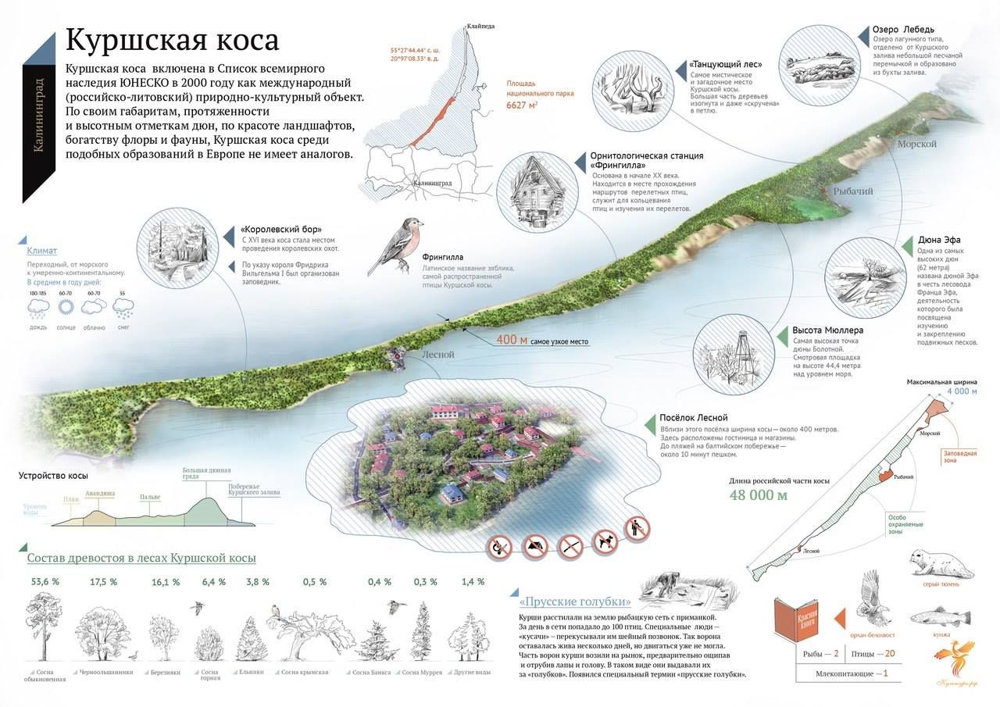 Калининград
Куршская коса
Куршская коса включена в Список всемирного
наследия ЮНЕСКО в 2000 году как международный
(российско-литовский) природно-культурный объект.
По своим габаритам, протяженности
и высотным отметкам дюн, по красоте ландшафтов,
богатству флоры и фауны, Куршская коса среди
подобных образований в Европе не имеет аналогов.
Клайпеда
55°27'44.44" с. ш.
20°97'08.33" в. д.
Площадь
национального парка
6627 м²
Калининград
«Танцующий лес»
Самое мистическое
и загадочное место
Куршской косы.
Большая часть деревьев
изогнута и даже «скручена»
в петлю.
Озеро Лебедь
Озеро лагунного типа,
отделено от Куршского
залива небольшой песчаной
перемычкой и образовано
из бухты залива.
Морской
Рыбачий
Орнитологическая станция
«Фрингилла»
Основана в начале XX века.
Находится в месте прохождения
маршрутов перелетных птиц,
служит для кольцевания
птиц и изучения их перелетов.
«Королевский бор»
С XVI века коса стала местом
проведения королевских охот.
По указу короля Фридриха
Вильгельма I был организован
заповедник.
Фрингилла
Латинское название зяблика,
самой распространенной
птицы Куршской косы.
Климат
Переходный, от морского
к умеренно-континентальному.
В среднем в году дней:
180-185 60-70 60-70 55
дождь солнце облачно снег
Дюна Эфа
Одна из самых
высоких дюн
(62 метра)
названа дюной Эфа
в честь лесовода
Франца Эфа,
деятельность
которого была
посвящена
изучению
и закреплению
подвижных песков.
Высота Мюллера
Самая высокая точка
дюны Болотной.
Смотровая площадка
на высоте 44,4 метра
над уровнем моря.
400 м самое узкое место
Лесной
Посёлок Лесной
Вблизи этого посёлка ширина косы — около 400 метров.
Здесь расположены гостиница и магазины.
До пляжей на балтийском побережье —
около 10 минут пешком.
Максимальная ширина
4 000 м
Морской
Заповедная
зона
Рыбачий
Длина российской части косы
48 000 м
Особо
охраняемые
зоны
Лесной
Устройство косы
Уровень
воды
Пляж
Авандюна
Пальве
Большая дюнная
гряда
Побережье
Куршского залива
Состав древостоя в лесах Куршской косы
53,6 % 17,5 % 16,1 % 6,4 % 3,8 % 0,5 % 0,4 % 0,3 % 1,4 %
Сосна
обыкновенная
Черноольшанники
Березняки
Сосна
горная
Ельники
Сосна крымская
Сосна Банкса
Сосна Муррея
Другие виды
«Прусские голубки»
Курши расстилали на землю рыбацкую сеть с приманкой.
За день в сети попадало до 100 птиц. Специальные люди —
«кусачи» — перекусывали им шейный позвонок. Так ворона
оставалась жива несколько дней, но двигаться уже не могла.
Часть ворон курши возили на рынок, предварительно ощипав
и отрубив лапы и голову. В таком виде они выдавали их
за «голубков». Появился специальный термин «прусские голубки».
серый тюлень
Красная
книга
орлан-белохвост
кумжа
Рыбы — 2 Птицы — 20
Млекопитающие — 1
Культура.рф